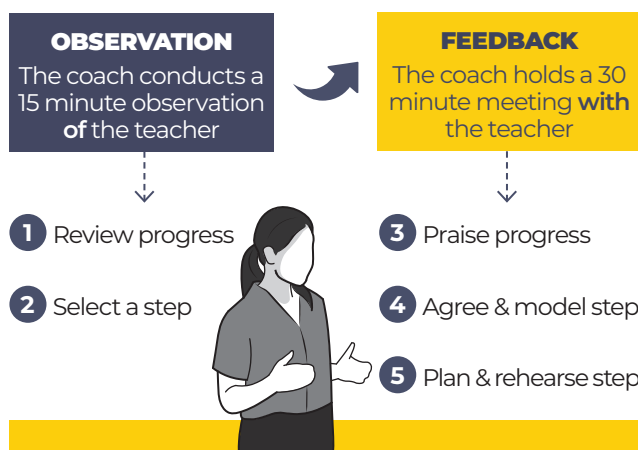 OBSERVATION
The coach conducts a
15 minute observation
of the teacher
1 Review progress
2 Select a step
FEEDBACK
The coach holds a 30
minute meeting with
the teacher
3 Praise progress
4 Agree & model step
5 Plan & rehearse step